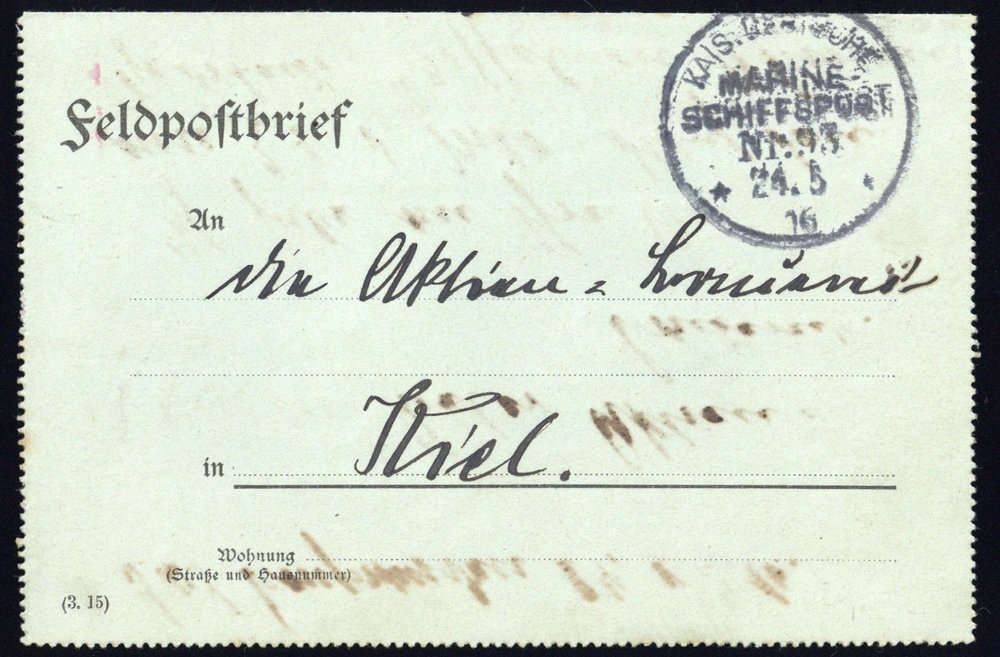 KAIS. DEUTSCHE
MARINE-
SCHIFFSPOST
Nr. 93
24. 5
16
Feldpostbrief
An
die Aktien =
in Kiel.
Wohnung
(Straße und Hausnummer)
(3. 15)